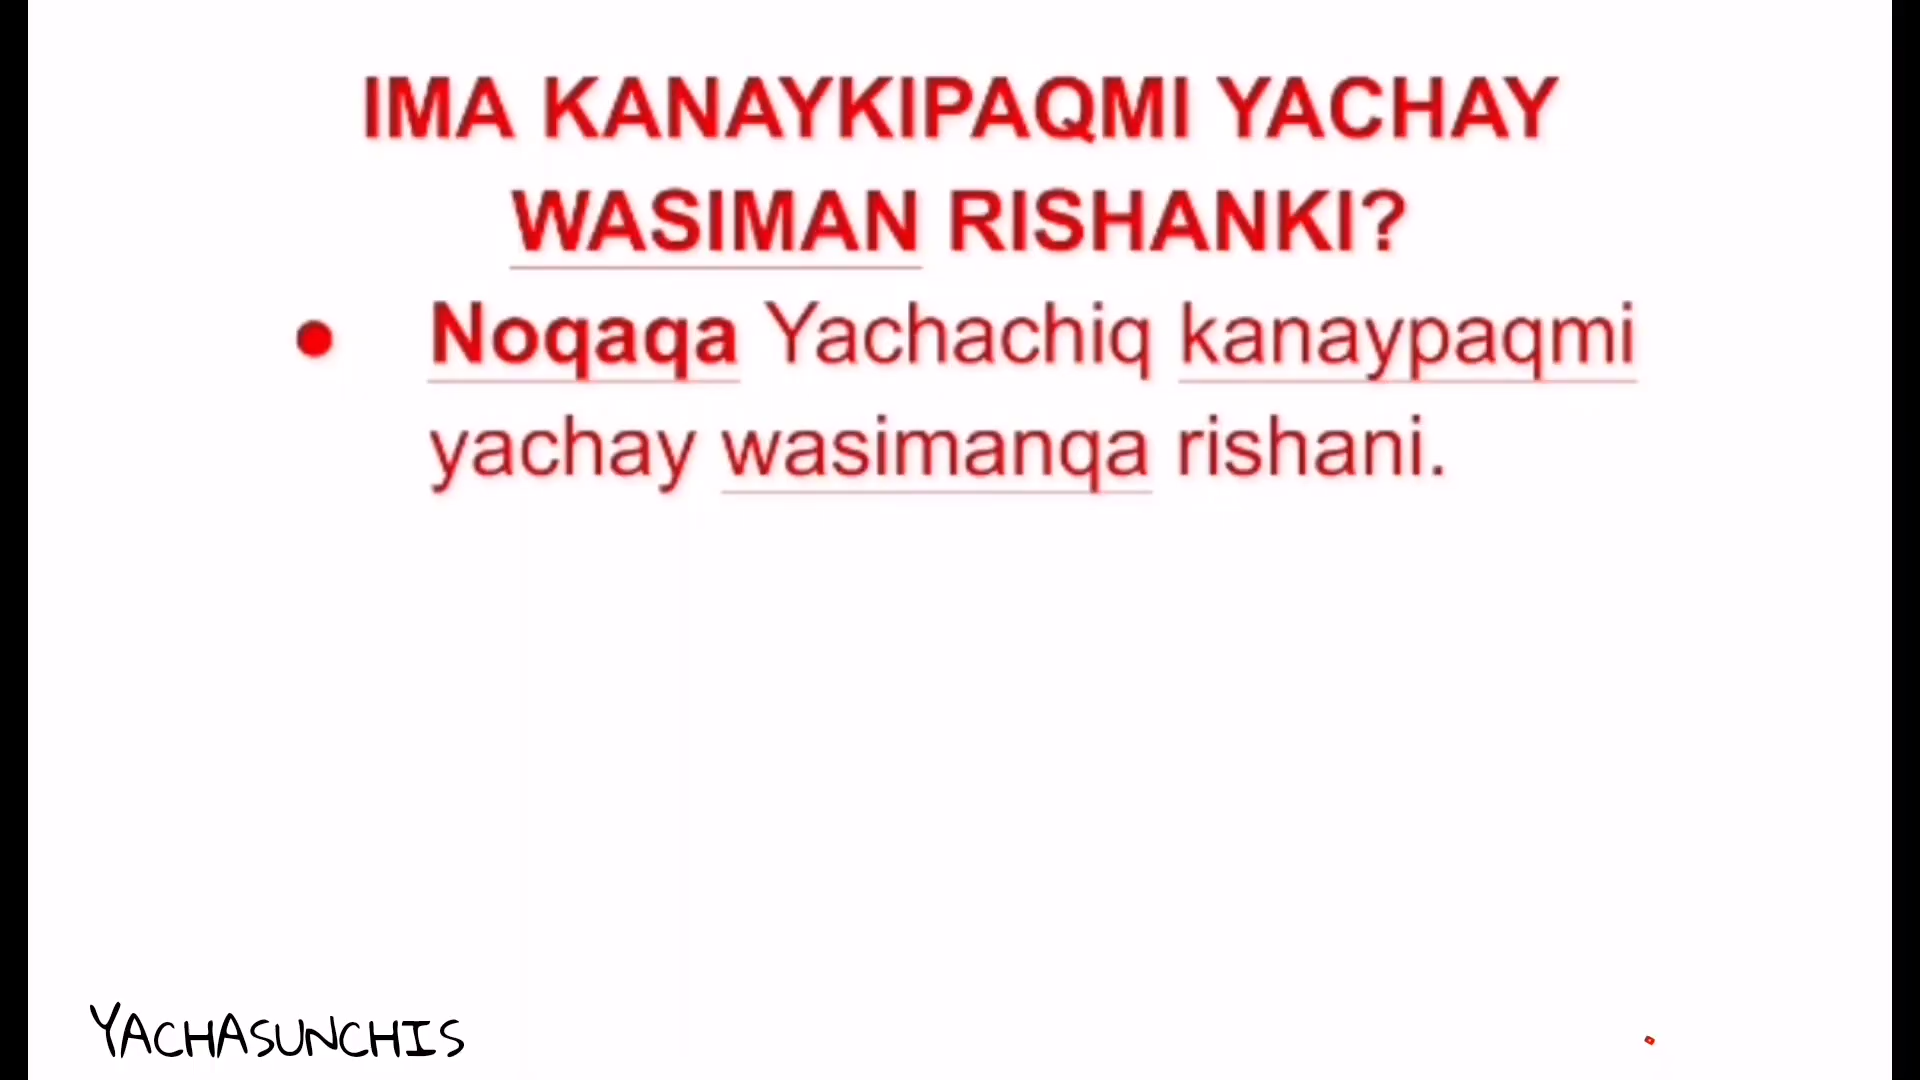 IMA KANAYKIPAQMI YACHAY
WASIMAN RISHANKI?
● Noqaqa Yachachiq kanaypaqmi
yachay wasimanqa rishani.
YACHASUNCHIS